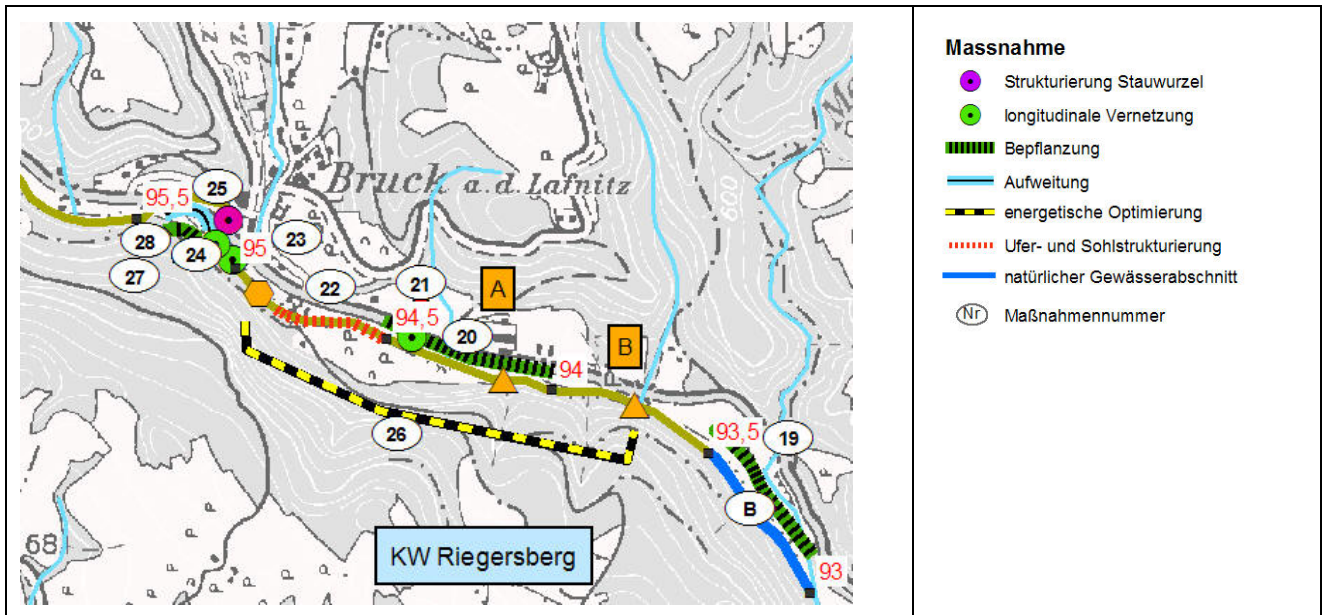 95,5
25
28
24
27
95
23
Bruck a.d. Lafnitz
22
21
94,5
20
A
B
94
26
93,5
19
B
93
600
68
KW Riegersberg
Massnahme
Strukturierung Stauwurzel
longitudinale Vernetzung
Bepflanzung
Aufweitung
energetische Optimierung
Ufer- und Sohlstrukturierung
natürlicher Gewässerabschnitt
Nr Maßnahmennummer